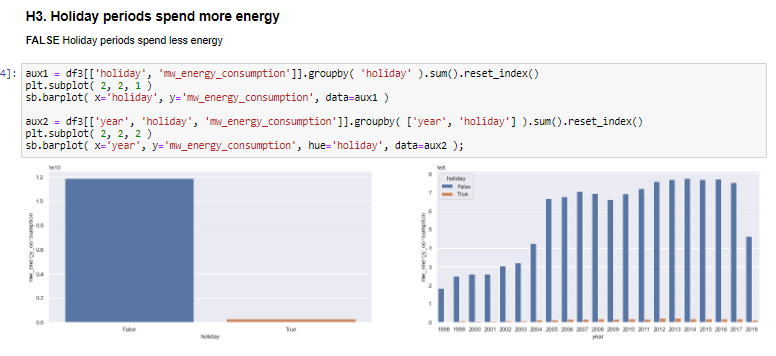 H3. Holiday periods spend more energy
FALSE Holiday periods spend less energy
4]:
aux1 = df3[['holiday', 'mw_energy_consumption']].groupby( 'holiday' ).sum().reset_index()
plt.subplot( 2, 2, 1 )
sb.barplot( x='holiday', y='mw_energy_consumption', data=aux1 )
aux2 = df3[['year', 'holiday', 'mw_energy_consumption']].groupby( ['year', 'holiday'] ).sum().reset_index()
plt.subplot( 2, 2, 2 )
sb.barplot( x='year', y='mw_energy_consumption', hue='holiday', data=aux2 );
1e10
1.2
1.0
0.8
0.6
0.4
0.2
0.0
mw_energy_consumption
False True
holiday
1e8
8
7
6
5
4
3
2
1
0
mw_energy_consumption
holiday
False
True
1998 1999 2000 2001 2002 2003 2004 2005 2006 2007 2008 2009 2010 2011 2012 2013 2014 2015 2016 2017 2018
year